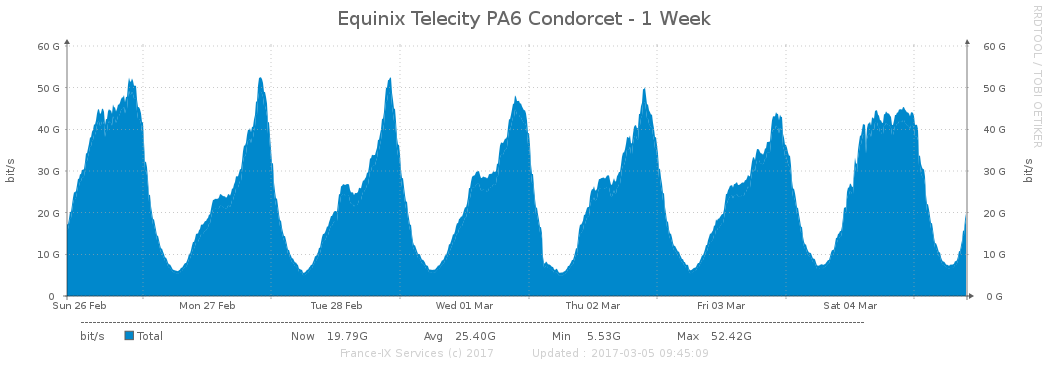 Equinix Telecity PA6 Condorcet - 1 Week
RRDTOOL / TOBI OETIKER
bit/s
60 G 60 G
50 G 50 G
40 G 40 G
30 G 30 G
20 G 20 G
10 G 10 G
0 0 G
bit/s
Sun 26 Feb Mon 27 Feb Tue 28 Feb Wed 01 Mar Thu 02 Mar Fri 03 Mar Sat 04 Mar
bit/s Total Now 19.79G Avg 25.40G Min 5.53G Max 52.42G
France-IX Services (c) 2017 Updated : 2017-03-05 09:45:09